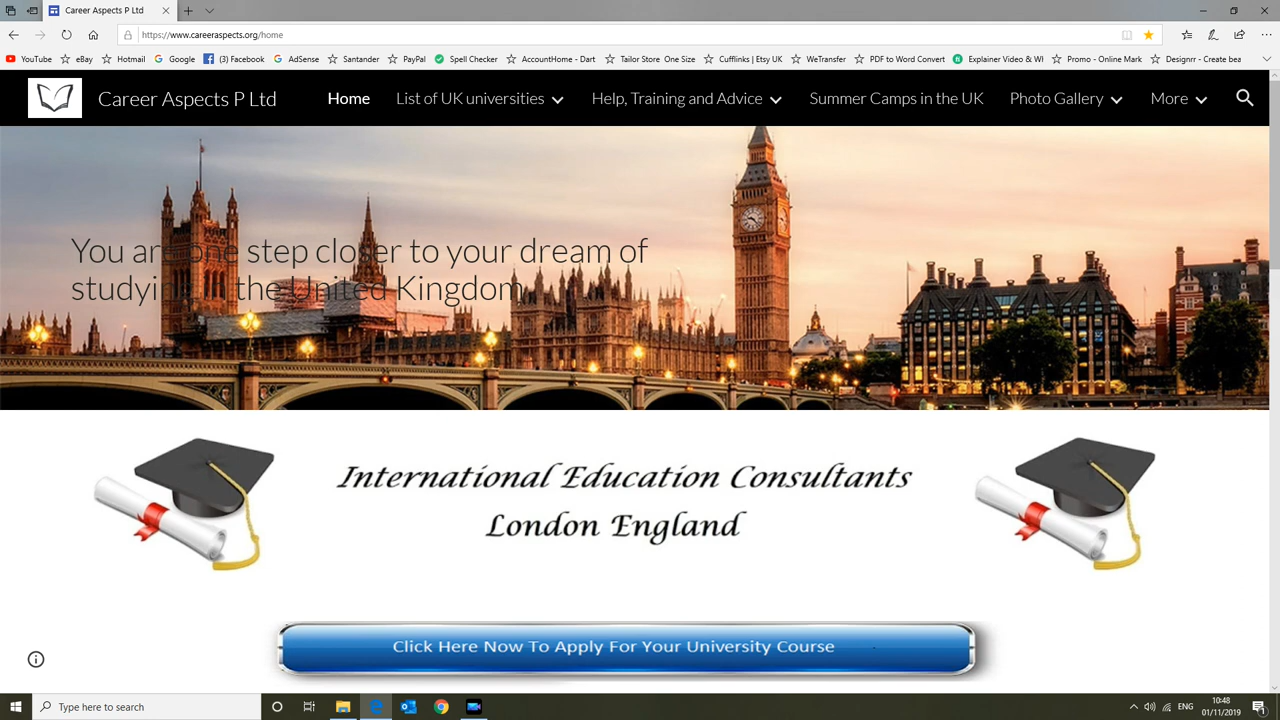 Career Aspects P Ltd
https://www.careeraspects.org/home
YouTube
eBay
Hotmail
Google
(3) Facebook
AdSense
Santander
PayPal
Spell Checker
AccountHome - Dart
Tailor Store One Size
Cufflinks | Etsy UK
WeTransfer
PDF to Word Convert
Explainer Video & Wl
Promo - Online Mark
Designrr - Create bea
Career Aspects P Ltd
Home
List of UK universities
Help, Training and Advice
Summer Camps in the UK
Photo Gallery
More
You are one step closer to your dream of
studying in the United Kingdom
International Education Consultants
London England
Click Here Now To Apply For Your University Course
Type here to search
ENG
10:48
01/11/2019
1